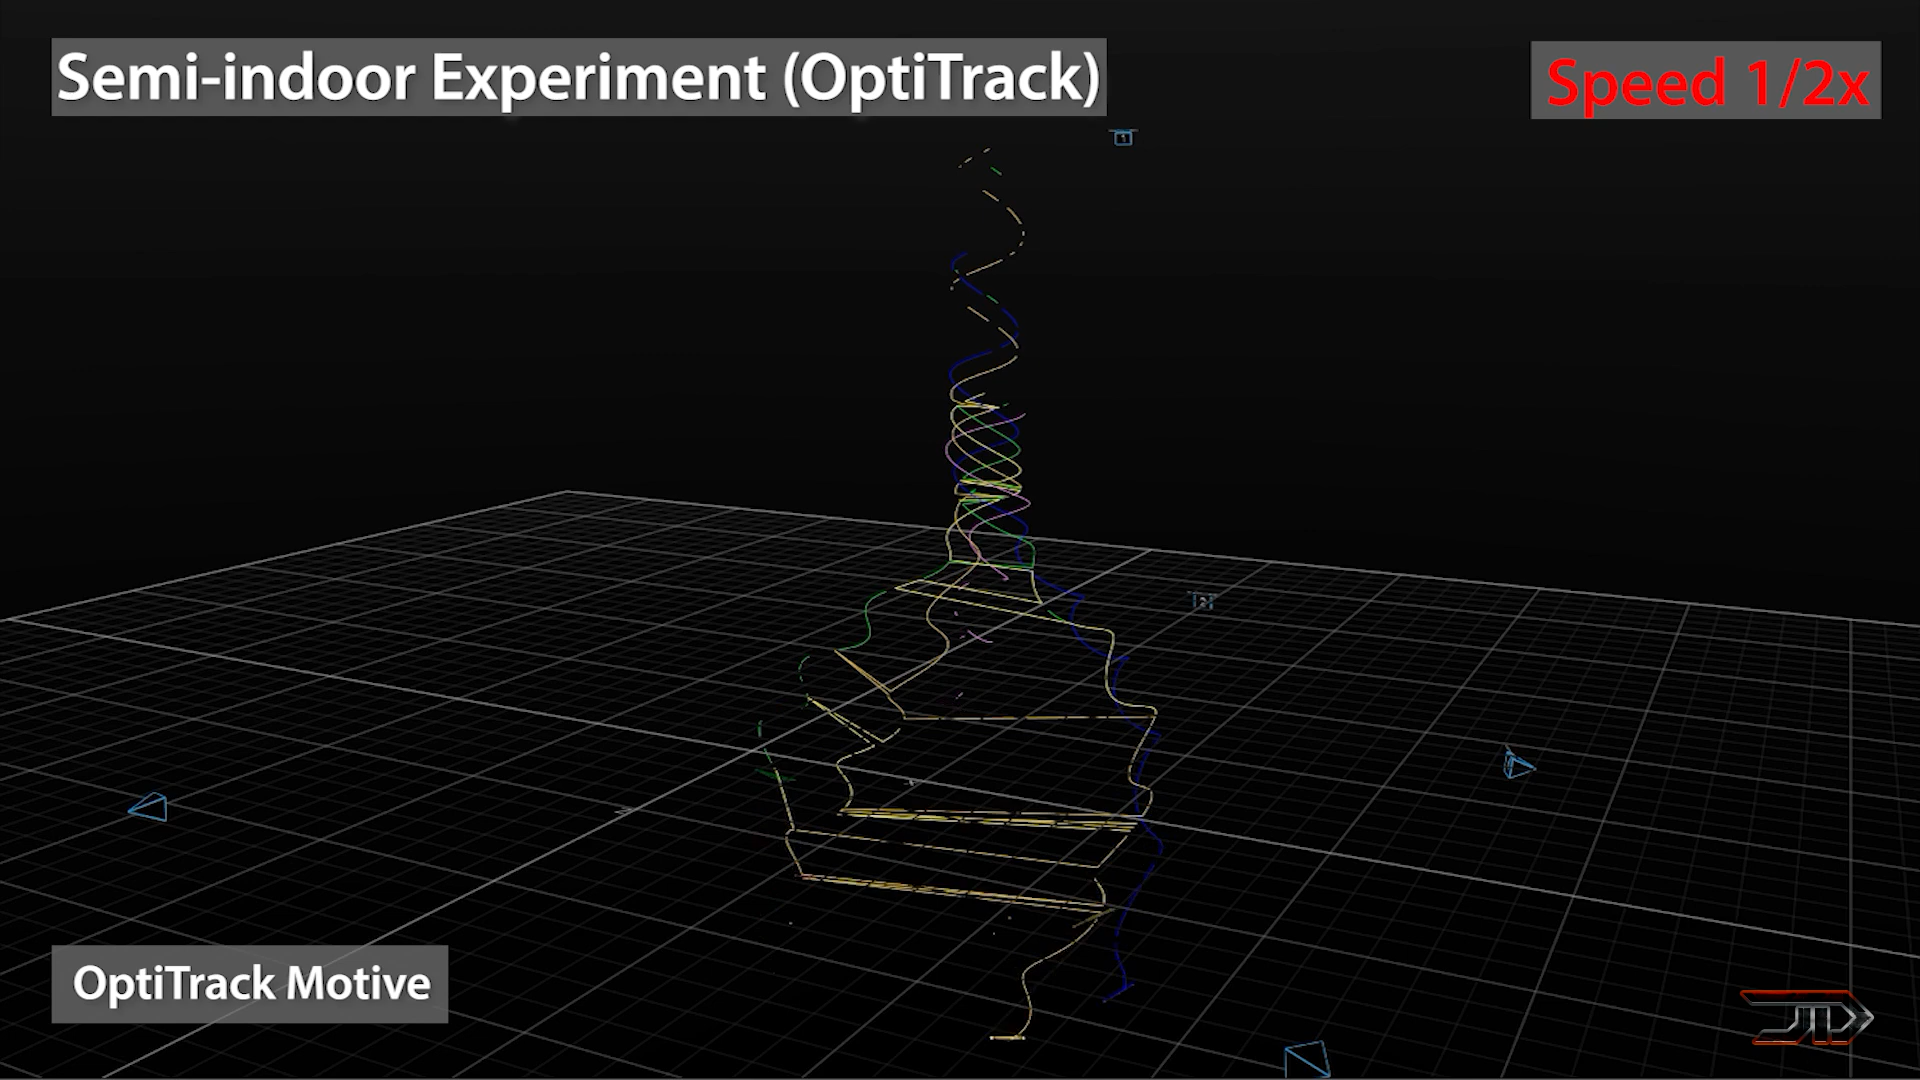 Semi-indoor Experiment (OptiTrack)
Speed 1/2x
OptiTrack Motive